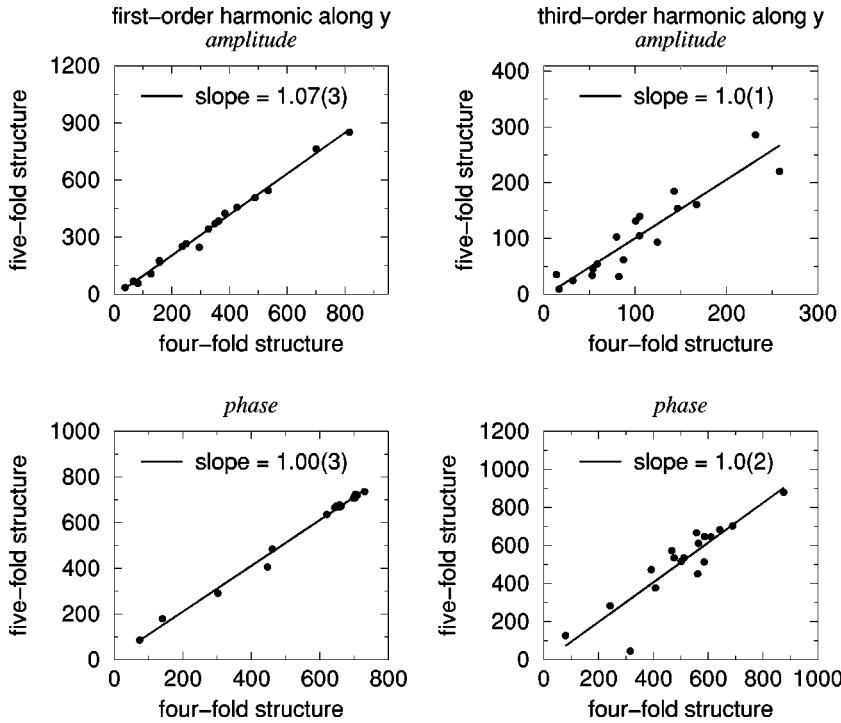 first−order harmonic along y
amplitude
1200
900
600
300
0
five−fold structure
slope = 1.07(3)
0 200 400 600 800
four−fold structure
third−order harmonic along y
amplitude
400
300
200
100
0
five−fold structure
slope = 1.0(1)
0 100 200 300
four−fold structure
phase
1000
800
600
400
200
0
five−fold structure
slope = 1.00(3)
0 200 400 600 800
four−fold structure
phase
1200
1000
800
600
400
200
0
five−fold structure
slope = 1.0(2)
0 200 400 600 800 1000
four−fold structure